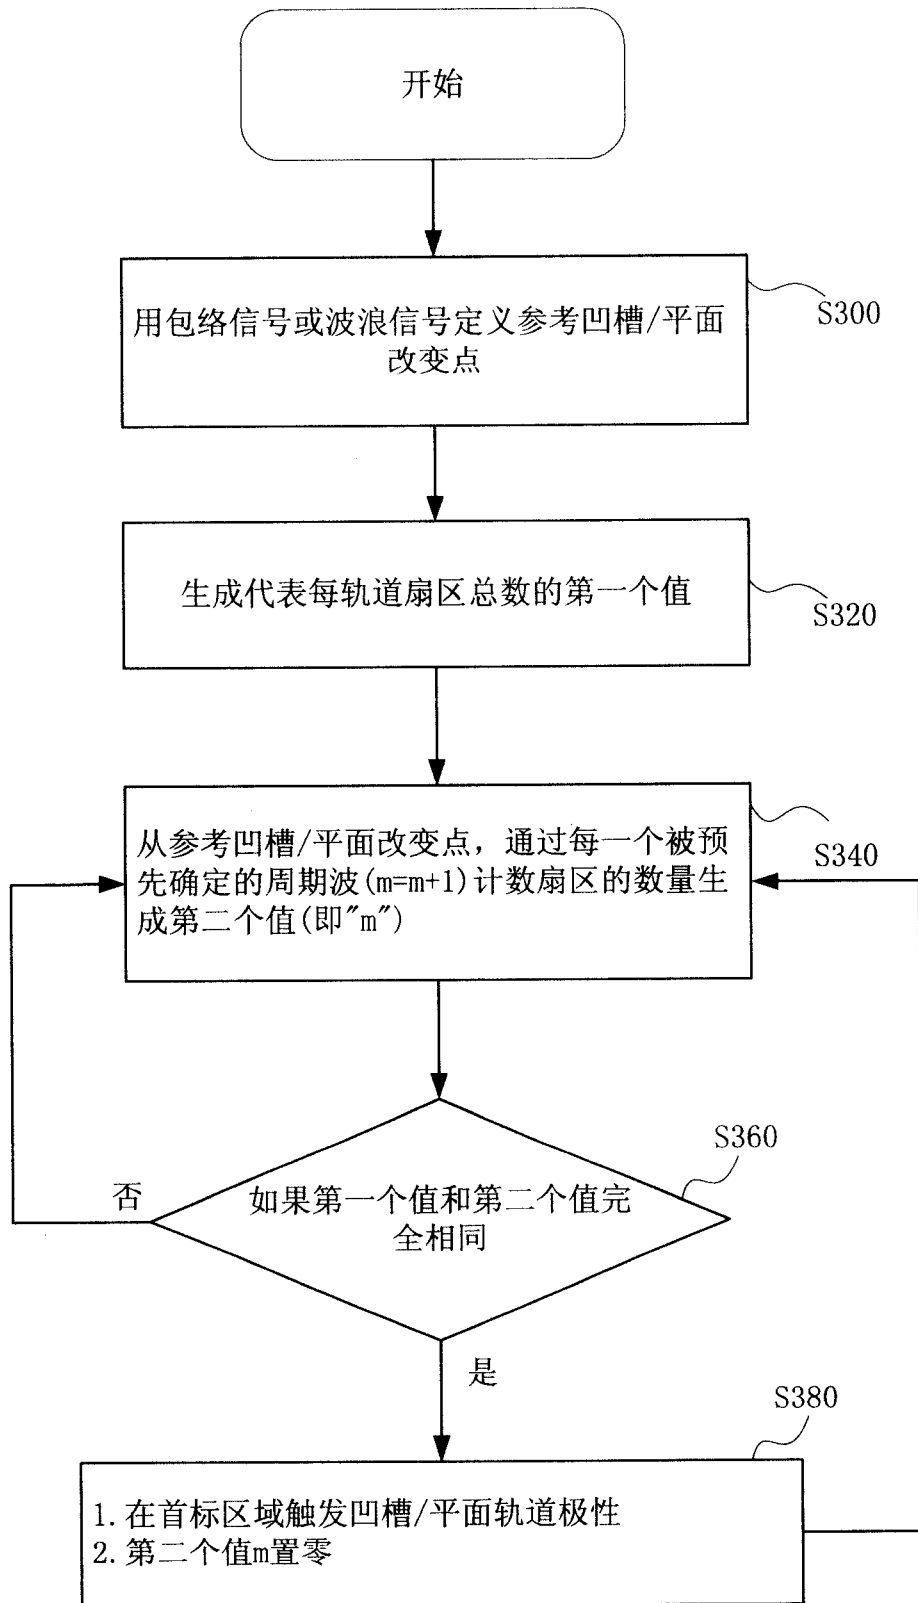 开始
用包络信号或波浪信号定义参考凹槽/平面
改变点
S300
生成代表每轨道扇区总数的第一个值
S320
从参考凹槽/平面改变点,通过每一个被预
先确定的周期波(m=m+1)计数扇区的数量生
成第二个值(即"m")
S340
如果第一个值和第二个值完
全相同
S360
否
是
S380
1. 在首标区域触发凹槽/平面轨道极性
2. 第二个值m置零